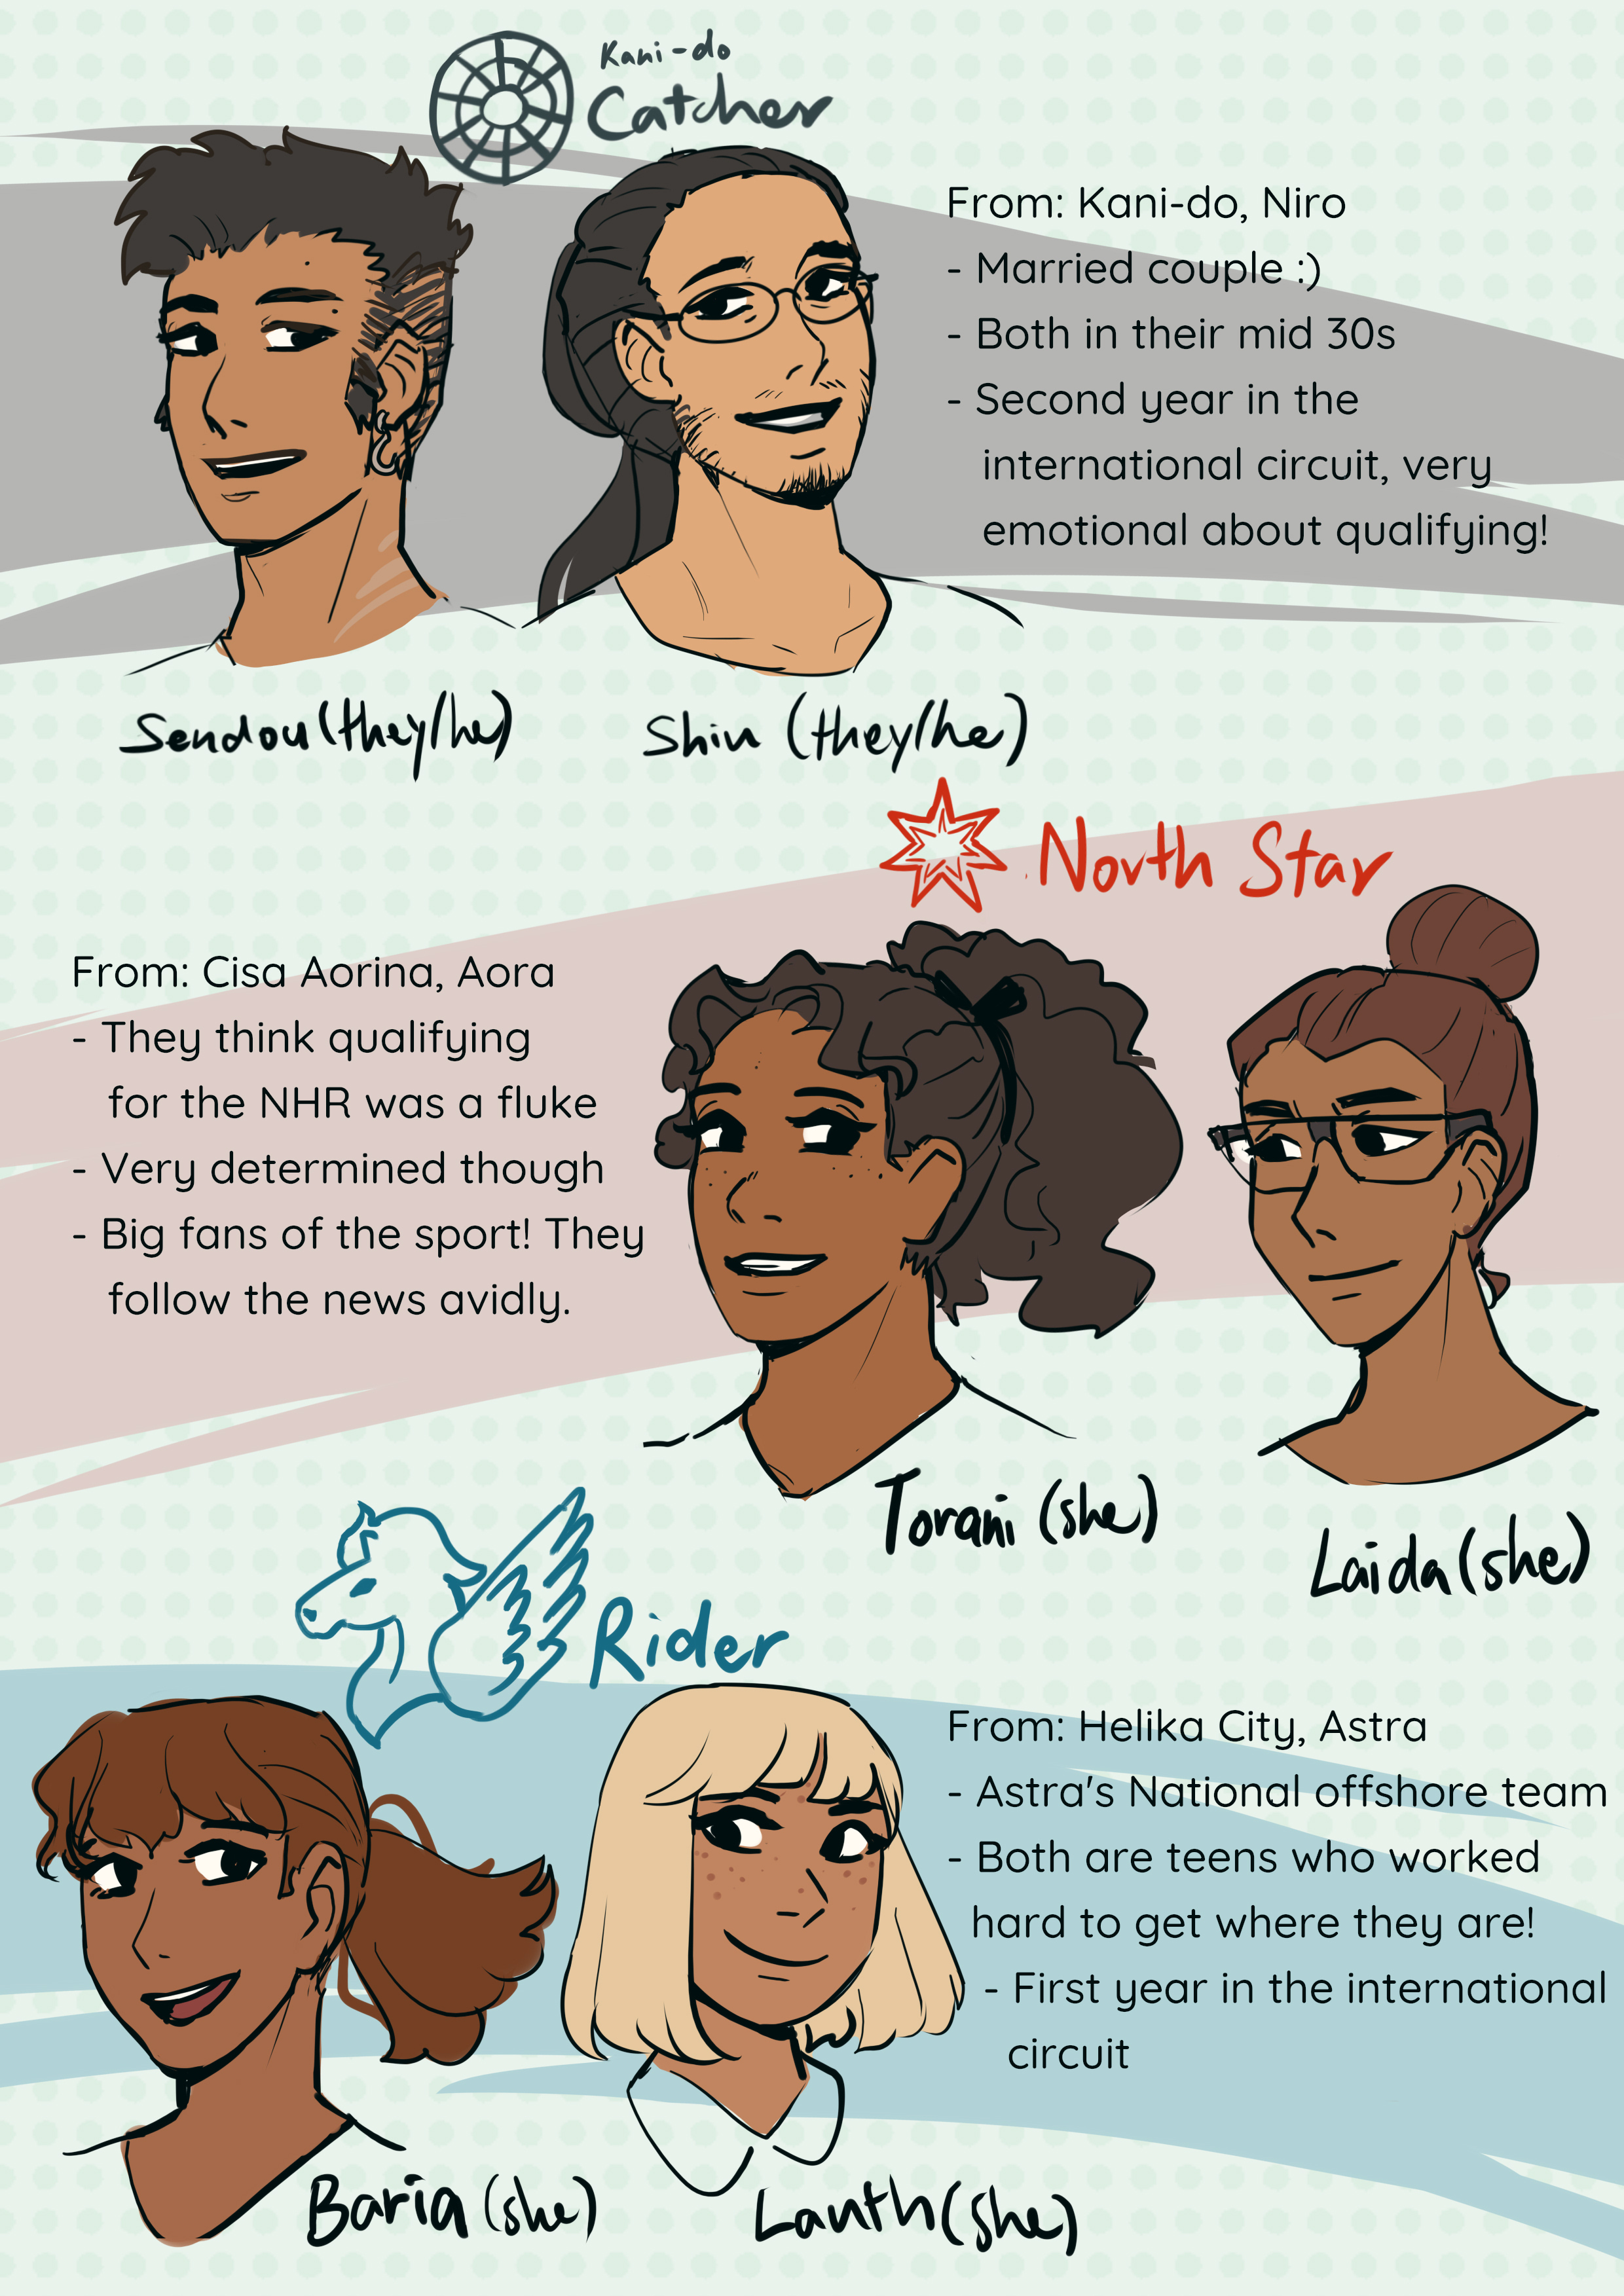 Kani-do
Catcher
From: Kani-do, Niro
- Married couple :)
- Both in their mid 30s
- Second year in the
international circuit, very
emotional about qualifying!
Sendou (they/he)
Shin (they/he)
North Star
From: Cisa Aorina, Aora
- They think qualifying
for the NHR was a fluke
- Very determined though
- Big fans of the sport! They
follow the news avidly.
Torani (she)
Laida (she)
Rider
From: Helika City, Astra
- Astra's National offshore team
- Both are teens who worked
hard to get where they are!
- First year in the international
circuit
Baria (she)
Lanth (she)